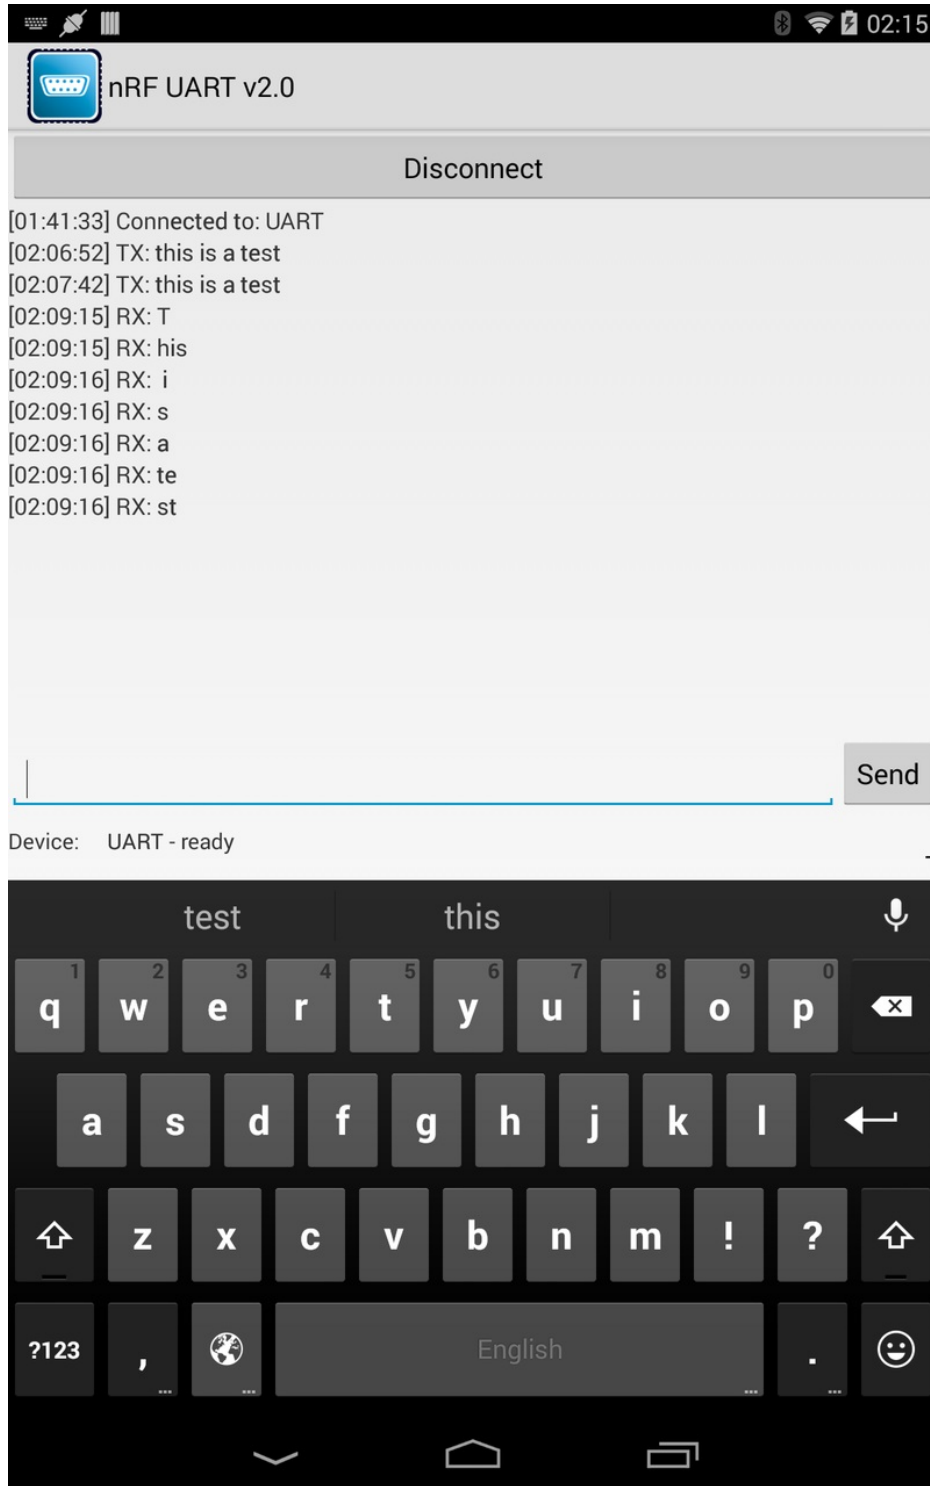 02:15
nRF UART v2.0
Disconnect
[01:41:33] Connected to: UART
[02:06:52] TX: this is a test
[02:07:42] TX: this is a test
[02:09:15] RX: T
[02:09:15] RX: his
[02:09:16] RX:  i
[02:09:16] RX: s
[02:09:16] RX: a
[02:09:16] RX: te
[02:09:16] RX: st
Send
Device: UART - ready
test this
1 2 3 4 5 6 7 8 9 0
q w e r t y u i o p
a s d f g h j k l
z x c v b n m ! ?
?123 , English .